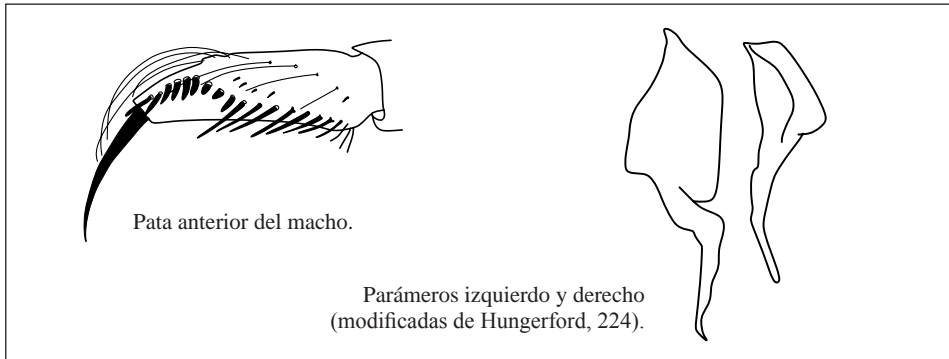 Pata anterior del macho.
Parámeros izquierdo y derecho
(modificadas de Hungerford, 224).